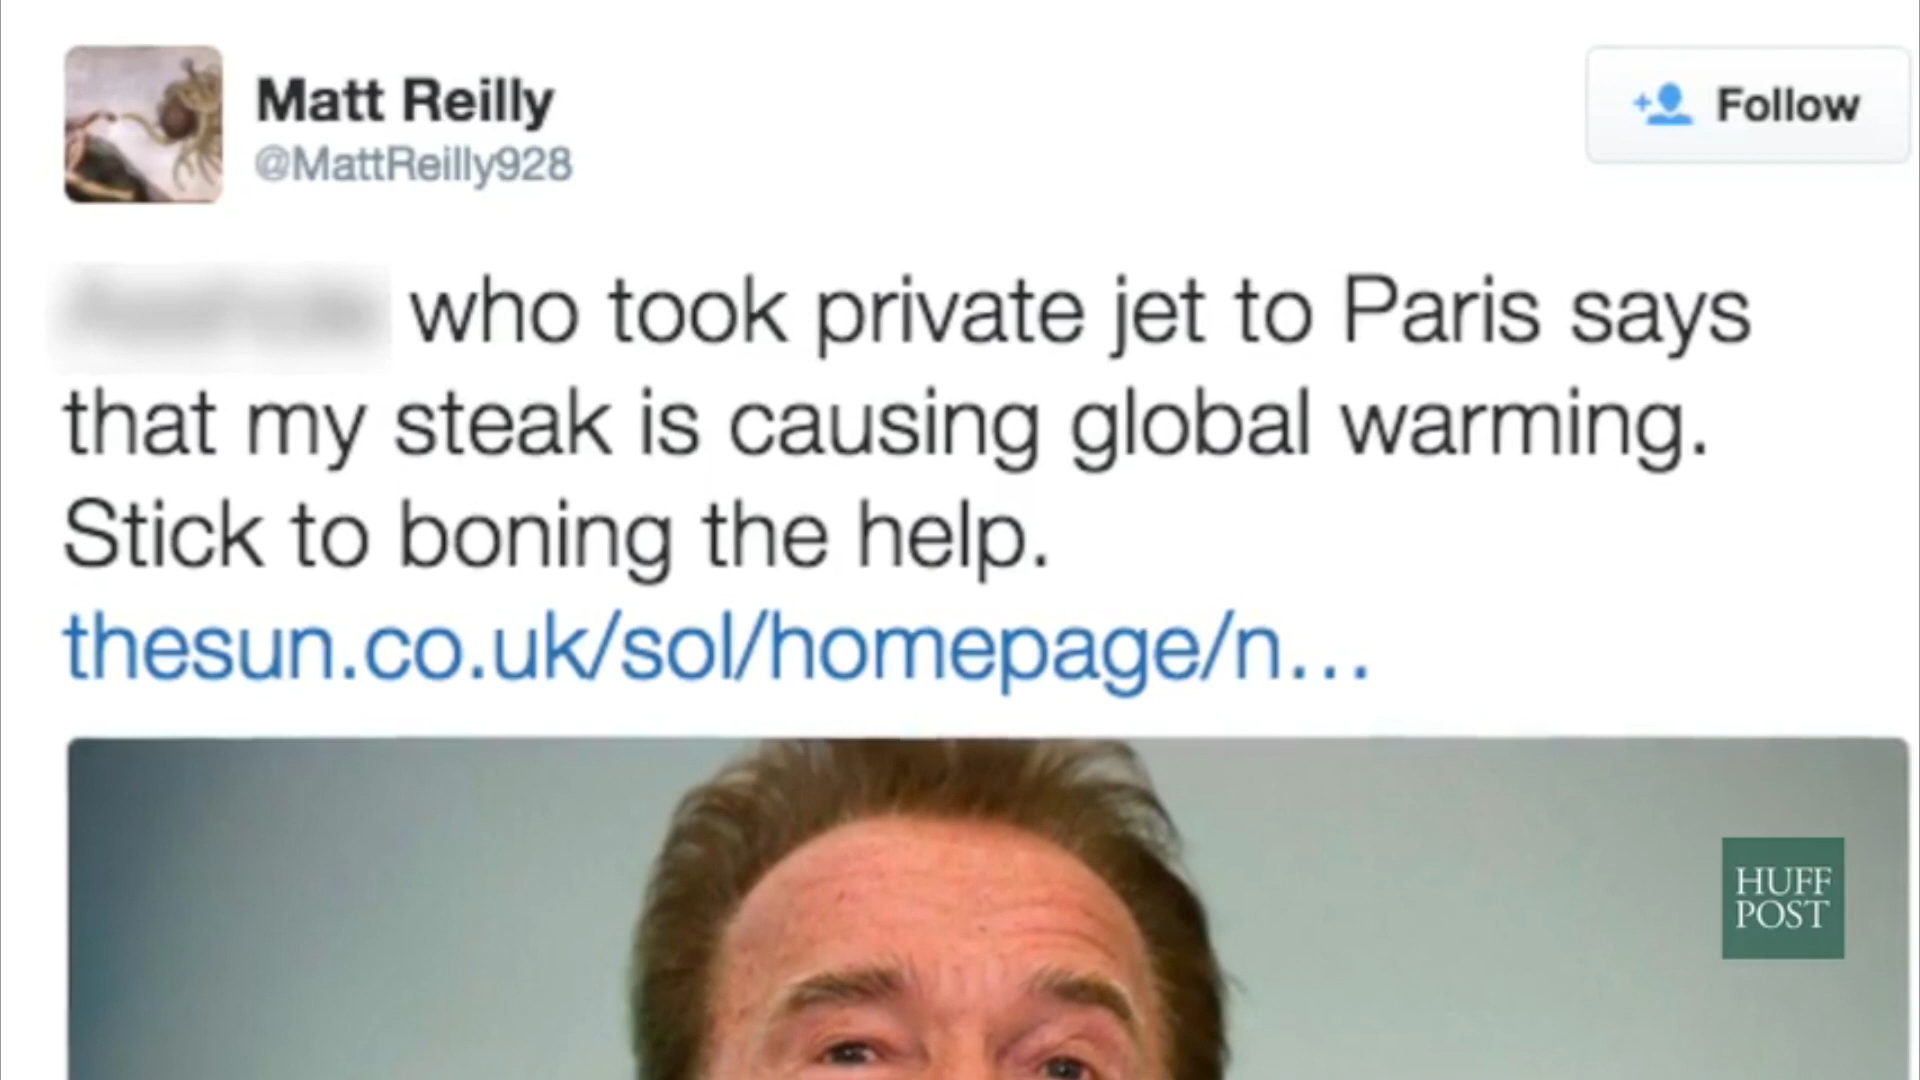 Matt Reilly
@MattReilly928
Follow
who took private jet to Paris says
that my steak is causing global warming.
Stick to boning the help.
thesun.co.uk/sol/homepage/n...
HUFF
POST